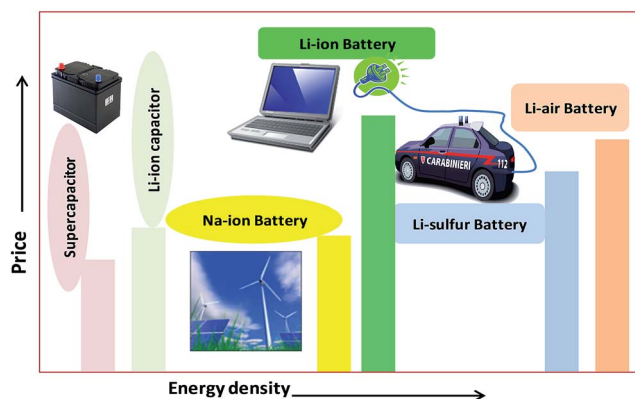 Li-ion Battery
Li-air Battery
Li-ion capacitor
Supercapacitor
CARABINIERI
112
Na-ion Battery
Li-sulfur Battery
Price
Energy density